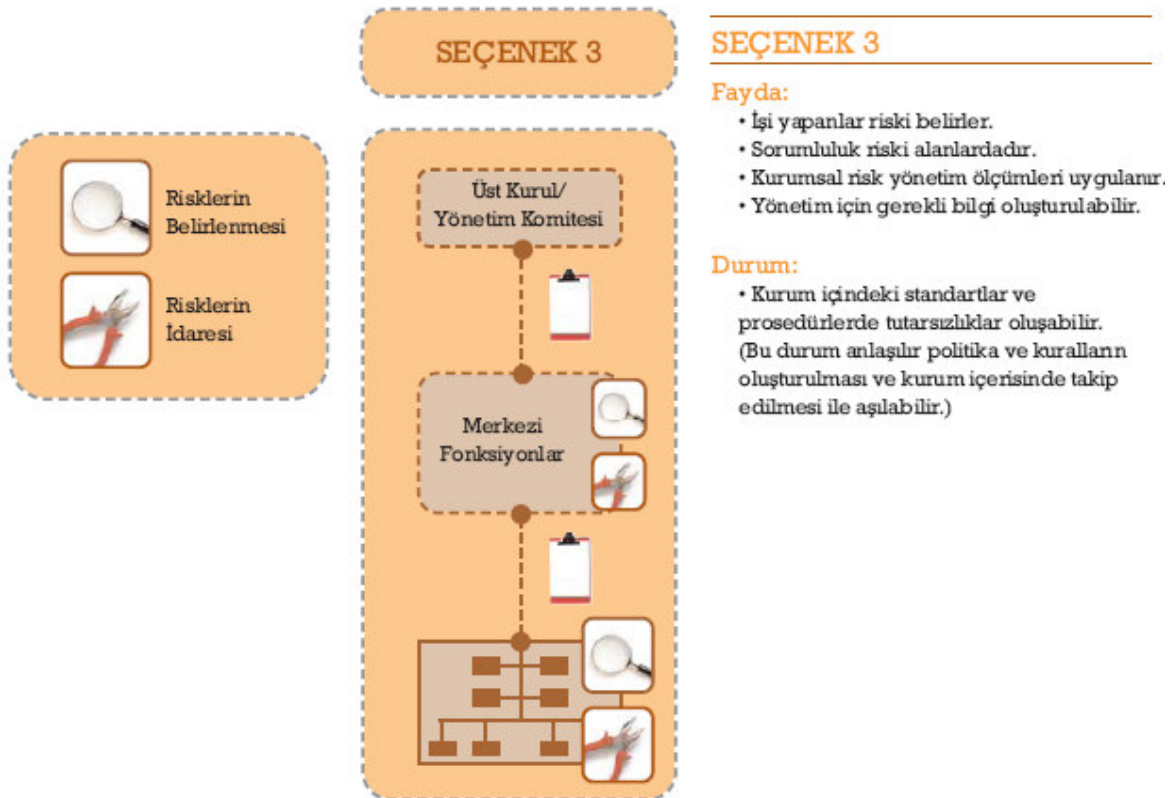 SEÇENEK 3
Risklerin
Belirlenmesi
Risklerin
İdaresi
Üst Kurul/
Yönetim Komitesi
Merkezi
Fonksiyonlar
SEÇENEK 3
Fayda:
• İşi yapanlar riski belirler.
• Sorumluluk riski alanlardadır.
• Kurumsal risk yönetim ölçümleri uygulanır.
• Yönetim için gerekli bilgi oluşturulabilir.
Durum:
• Kurum içindeki standartlar ve
prosedürlerde tutarsızlıklar oluşabilir.
(Bu durum anlaşılır politika ve kuralların
oluşturulması ve kurum içerisinde takip
edilmesi ile aşılabilir.)